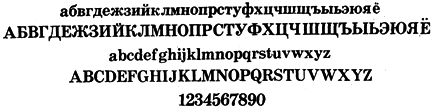 абвгдежзийклмнопрстуфхцчшщъыьэюяё
АБВГДЕЖЗИЙКЛМНОПРСТУФХЦЧШЩЪЫЬЭЮЯЁ
abcdefghijklmnopqrstuvwxyz
ABCDEFGHIJKLMNOPQRSTUVWXYZ
1234567890